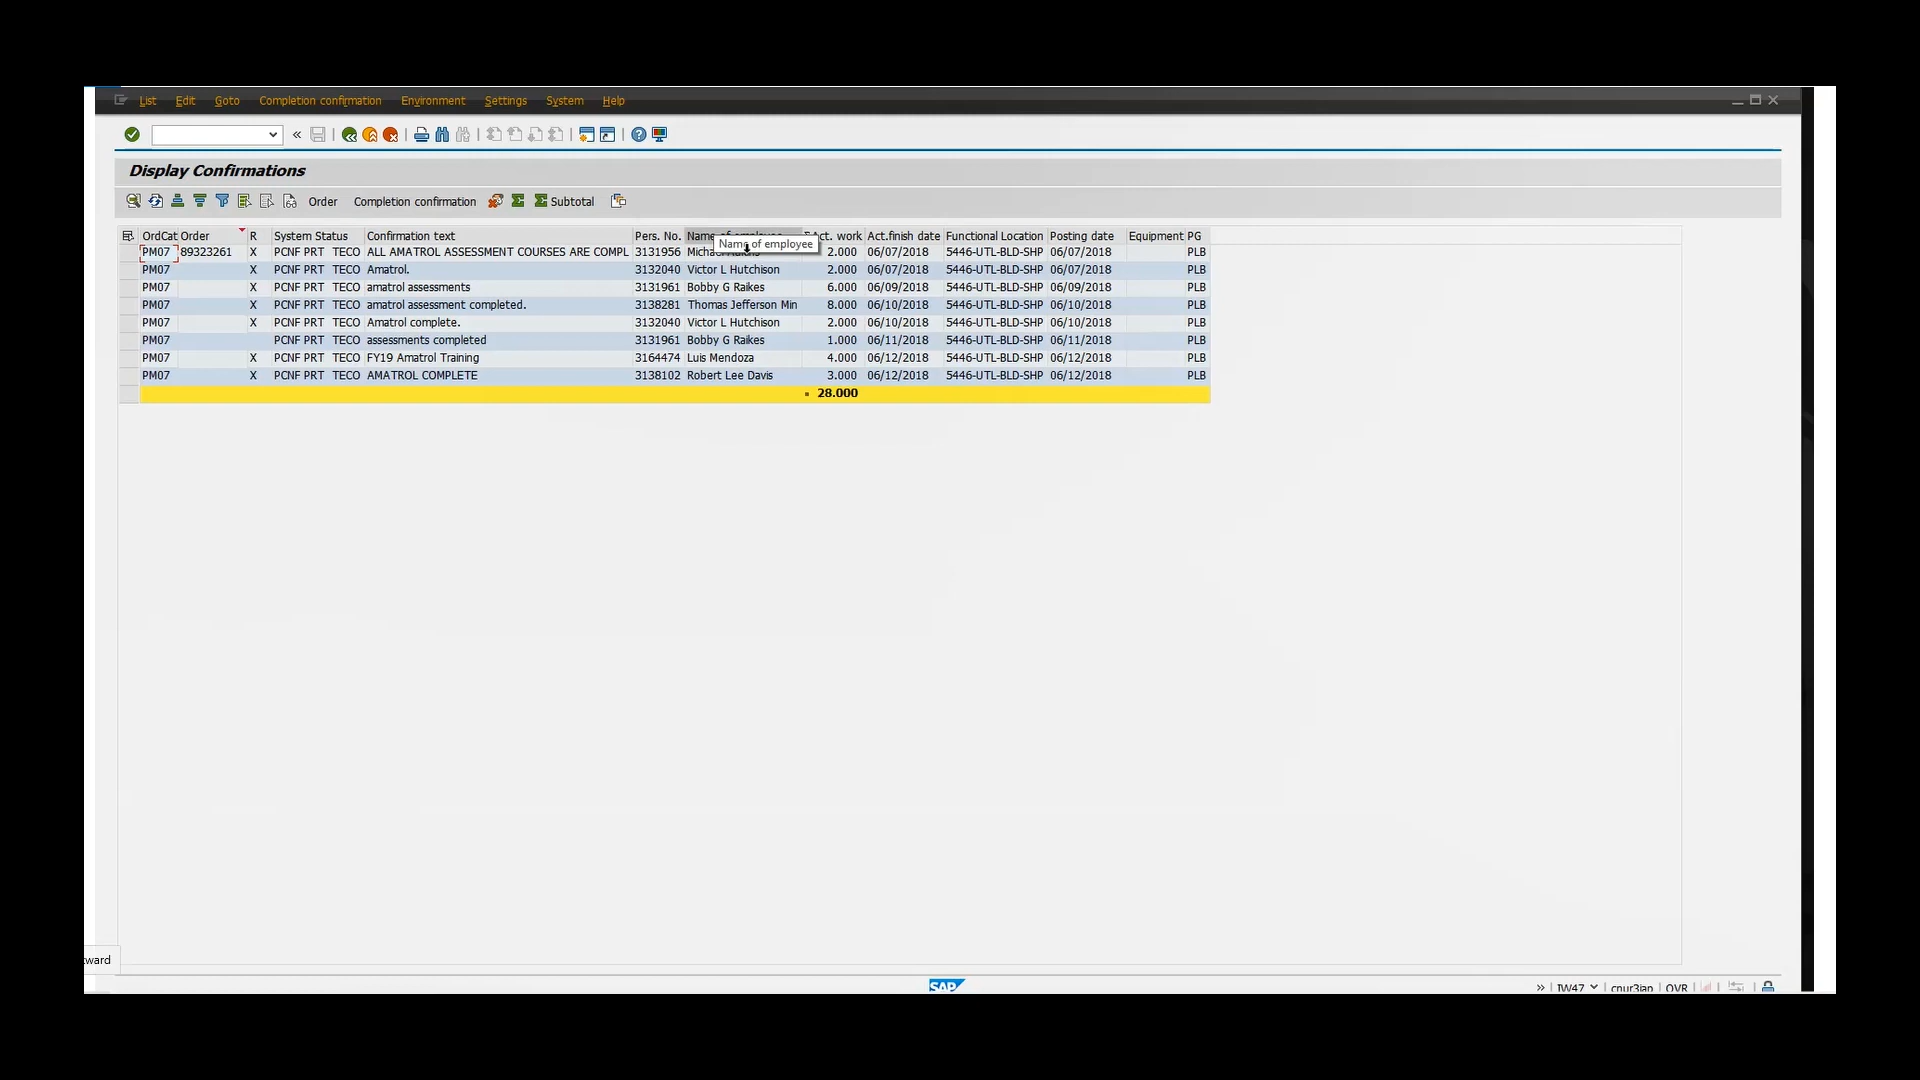 List Edit Goto Completion confirmation Environment Settings System Help
Display Confirmations
Order Completion confirmation Subtotal
OrdCat Order R System Status Confirmation text Pers. No. Name of employee Act. work Act.finish date Functional Location Posting date Equipment PG
Name of employee
PM07 89323261 X PCNF PRT TECO ALL AMATROL ASSESSMENT COURSES ARE COMPL 3131956 2.000 06/07/2018 5446-UTL-BLD-SHP 06/07/2018 PLB
PM07 X PCNF PRT TECO Amatrol. 3132040 Victor L Hutchison 2.000 06/07/2018 5446-UTL-BLD-SHP 06/07/2018 PLB
PM07 X PCNF PRT TECO amatrol assessments 3131961 Bobby G Raikes 6.000 06/09/2018 5446-UTL-BLD-SHP 06/09/2018 PLB
PM07 X PCNF PRT TECO amatrol assessment completed. 3138281 Thomas Jefferson Min 8.000 06/10/2018 5446-UTL-BLD-SHP 06/10/2018 PLB
PM07 X PCNF PRT TECO Amatrol complete. 3132040 Victor L Hutchison 2.000 06/10/2018 5446-UTL-BLD-SHP 06/10/2018 PLB
PM07 PCNF PRT TECO assessments completed 3131961 Bobby G Raikes 1.000 06/11/2018 5446-UTL-BLD-SHP 06/11/2018 PLB
PM07 X PCNF PRT TECO FY19 Amatrol Training 3164474 Luis Mendoza 4.000 06/12/2018 5446-UTL-BLD-SHP 06/12/2018 PLB
PM07 X PCNF PRT TECO AMATROL COMPLETE 3138102 Robert Lee Davis 3.000 06/12/2018 5446-UTL-BLD-SHP 06/12/2018 PLB
28.000
ward
SAP
IW47 cnur3iap OVR